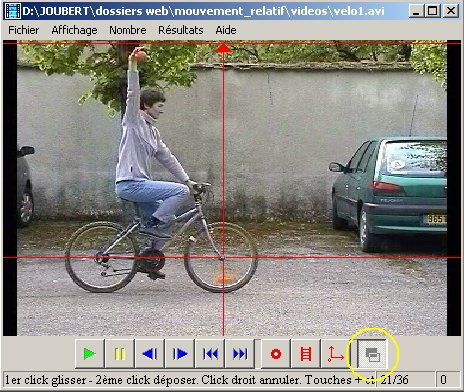 D:\JOUBERT\dossiers web\mouvement_relatif\videos\velo1.avi
Fichier Affichage Nombre Résultats Aide
1er click glisser - 2ème click déposer. Click droit annuler. Touches + et 21/36 0